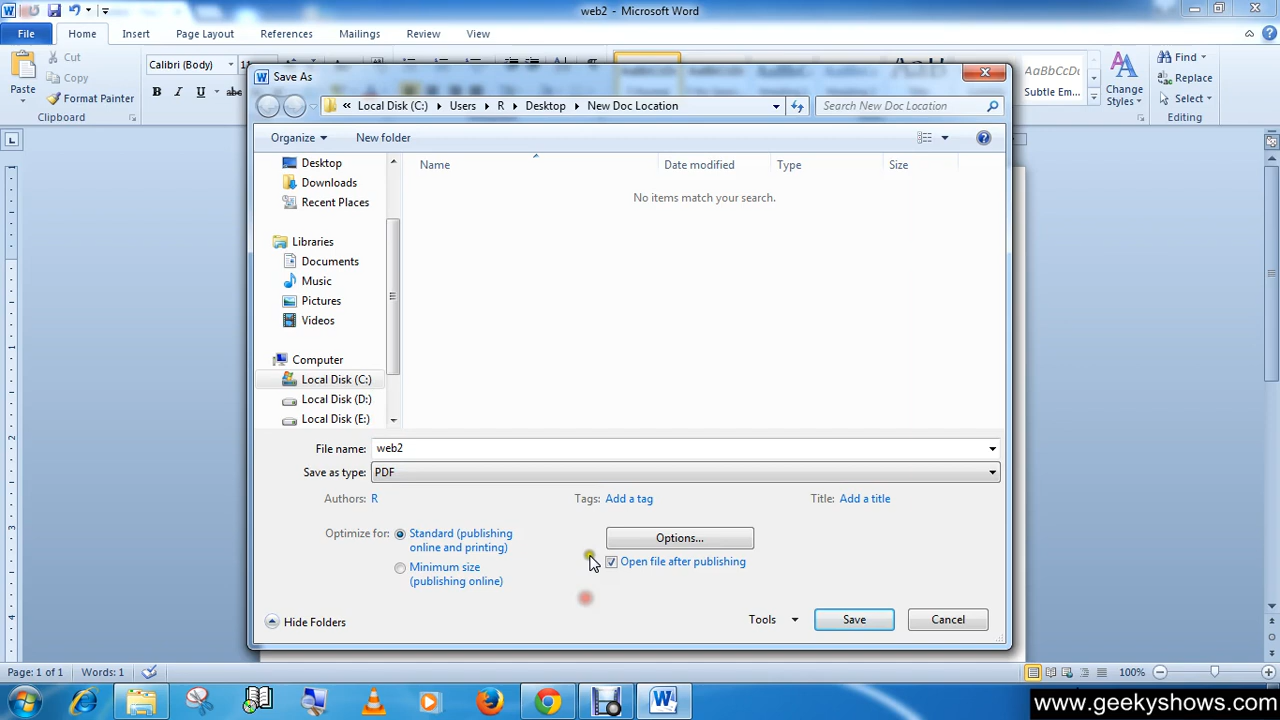 web2 - Microsoft Word
File Home Insert Page Layout References Mailings Review View
Cut
Copy
Format Painter
Paste
Clipboard
Calibri (Body) 11
B I U abc
Subtle Em...
Change
Styles
Find
Replace
Select
Editing
Save As
« Local Disk (C:) Users R Desktop New Doc Location
Search New Doc Location
Organize New folder
Name Date modified Type Size
No items match your search.
Desktop
Downloads
Recent Places
Libraries
Documents
Music
Pictures
Videos
Computer
Local Disk (C:)
Local Disk (D:)
Local Disk (E:)
File name: web2
Save as type: PDF
Authors: R Tags: Add a tag Title: Add a title
Optimize for: Standard (publishing
online and printing)
Minimum size
(publishing online)
Options...
Open file after publishing
Hide Folders Tools Save Cancel
Page: 1 of 1 Words: 1 100%
www.geekyshows.com